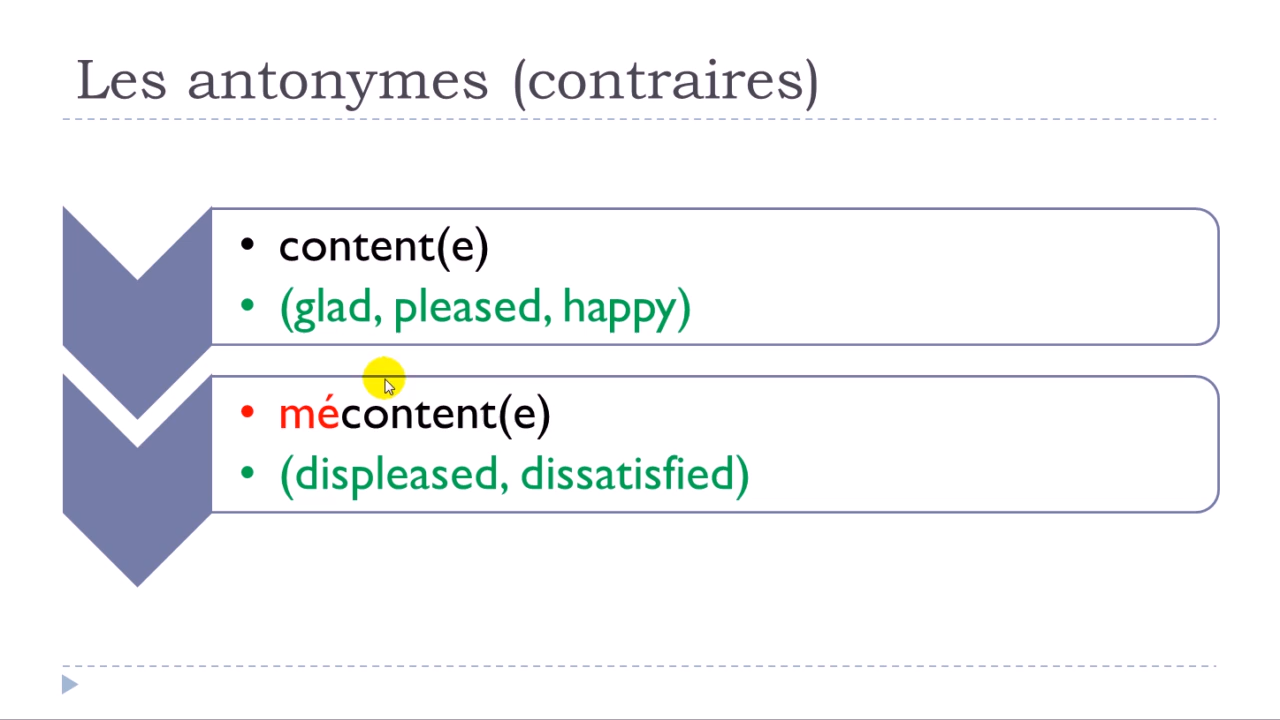 Les antonymes (contraires)
• content(e)
• (glad, pleased, happy)
• mécontent(e)
• (displeased, dissatisfied)